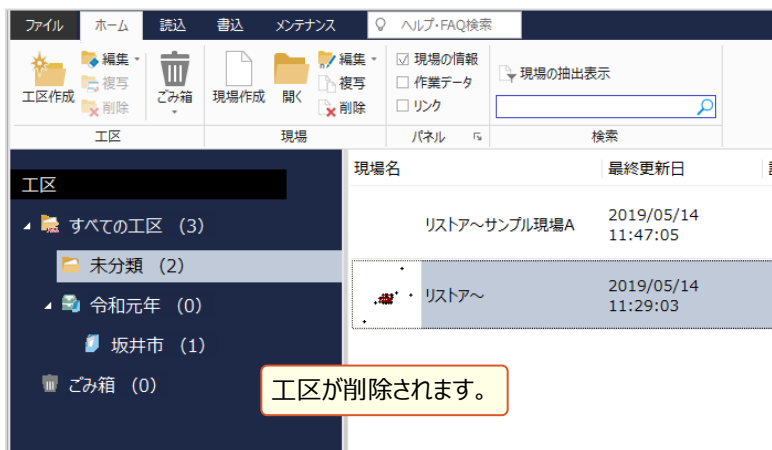 ファイル ホーム 読込 書込 メンテナンス ヘルプ・FAQ検索
工区作成 編集 複写 削除 ごみ箱
工区
現場作成 開く 編集 複写 削除
現場
現場の情報
作業データ
リンク
パネル
現場の抽出表示
検索
工区
すべての工区 (3)
未分類 (2)
令和元年 (0)
坂井市 (1)
ごみ箱 (0)
現場名 最終更新日
リストア～サンプル現場A 2019/05/14
11:47:05
リストア～ 2019/05/14
11:29:03
工区が削除されます。